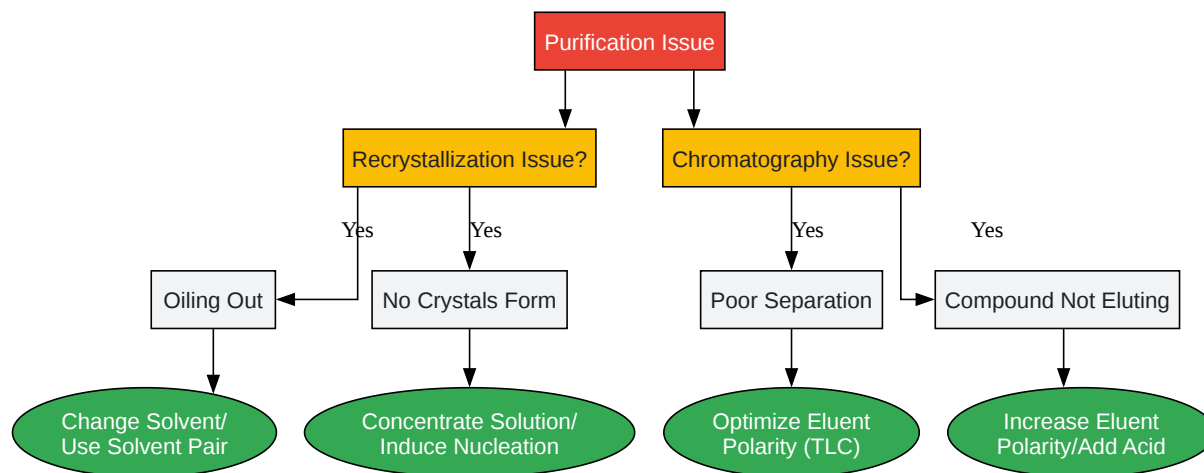 Purification Issue
Recrystallization Issue?
Chromatography Issue?
Yes
Yes
Yes
Yes
Oiling Out
No Crystals Form
Poor Separation
Compound Not Eluting
Change Solvent/
Use Solvent Pair
Concentrate Solution/
Induce Nucleation
Optimize Eluent
Polarity (TLC)
Increase Eluent
Polarity/Add Acid